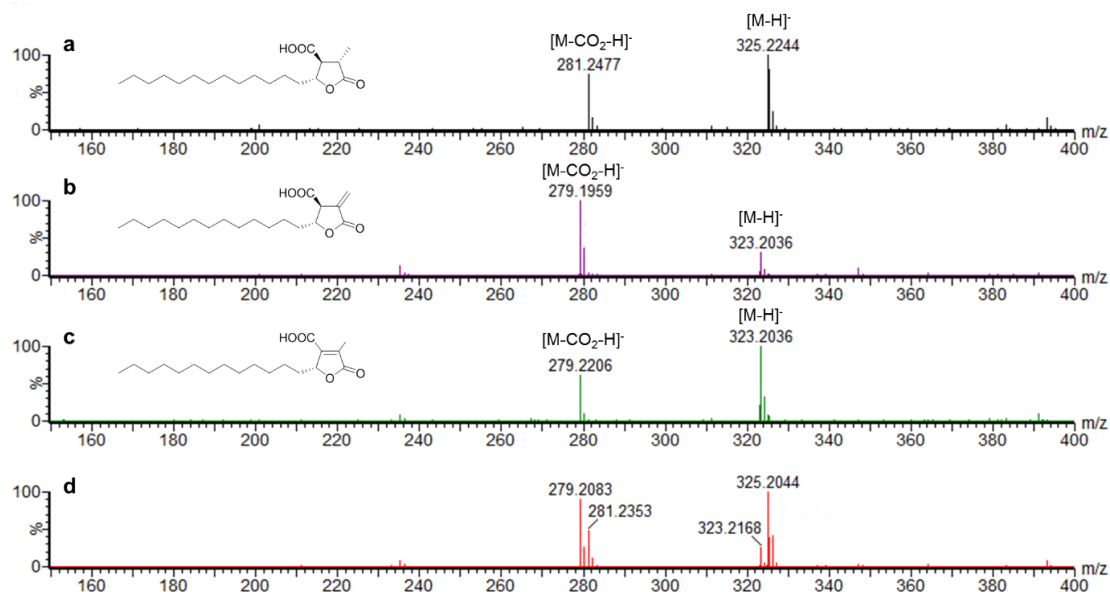 a
HOOC
O
O
[M-CO₂-H]⁻
281.2477
[M-H]⁻
325.2244
100
%
0
160 180 200 220 240 260 280 300 320 340 360 380 400 m/z
b
HOOC
O
O
[M-CO₂-H]⁻
279.1959
[M-H]⁻
323.2036
100
%
0
160 180 200 220 240 260 280 300 320 340 360 380 400 m/z
c
HOOC
O
O
[M-CO₂-H]⁻
279.2206
[M-H]⁻
323.2036
100
%
0
160 180 200 220 240 260 280 300 320 340 360 380 400 m/z
d
279.2083
281.2353
323.2168
325.2044
100
%
0
160 180 200 220 240 260 280 300 320 340 360 380 400 m/z